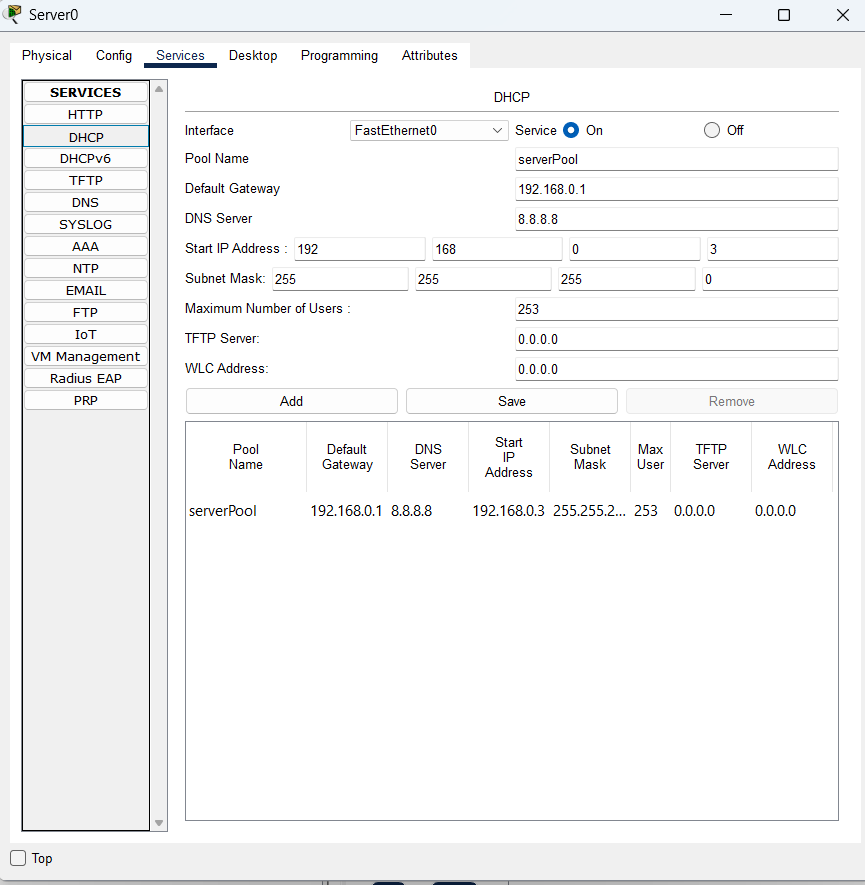 Server0
Physical Config Services Desktop Programming Attributes
SERVICES
HTTP
DHCP
DHCPv6
TFTP
DNS
SYSLOG
AAA
NTP
EMAIL
FTP
IoT
VM Management
Radius EAP
PRP
DHCP
Interface FastEthernet0 Service On Off
Pool Name serverPool
Default Gateway 192.168.0.1
DNS Server 8.8.8.8
Start IP Address : 192 168 0 3
Subnet Mask: 255 255 255 0
Maximum Number of Users : 253
TFTP Server: 0.0.0.0
WLC Address: 0.0.0.0
Add Save Remove
Pool Name Default Gateway DNS Server Start IP Address Subnet Mask Max User TFTP Server WLC Address
serverPool 192.168.0.1 8.8.8.8 192.168.0.3 255.255.2... 253 0.0.0.0 0.0.0.0
Top